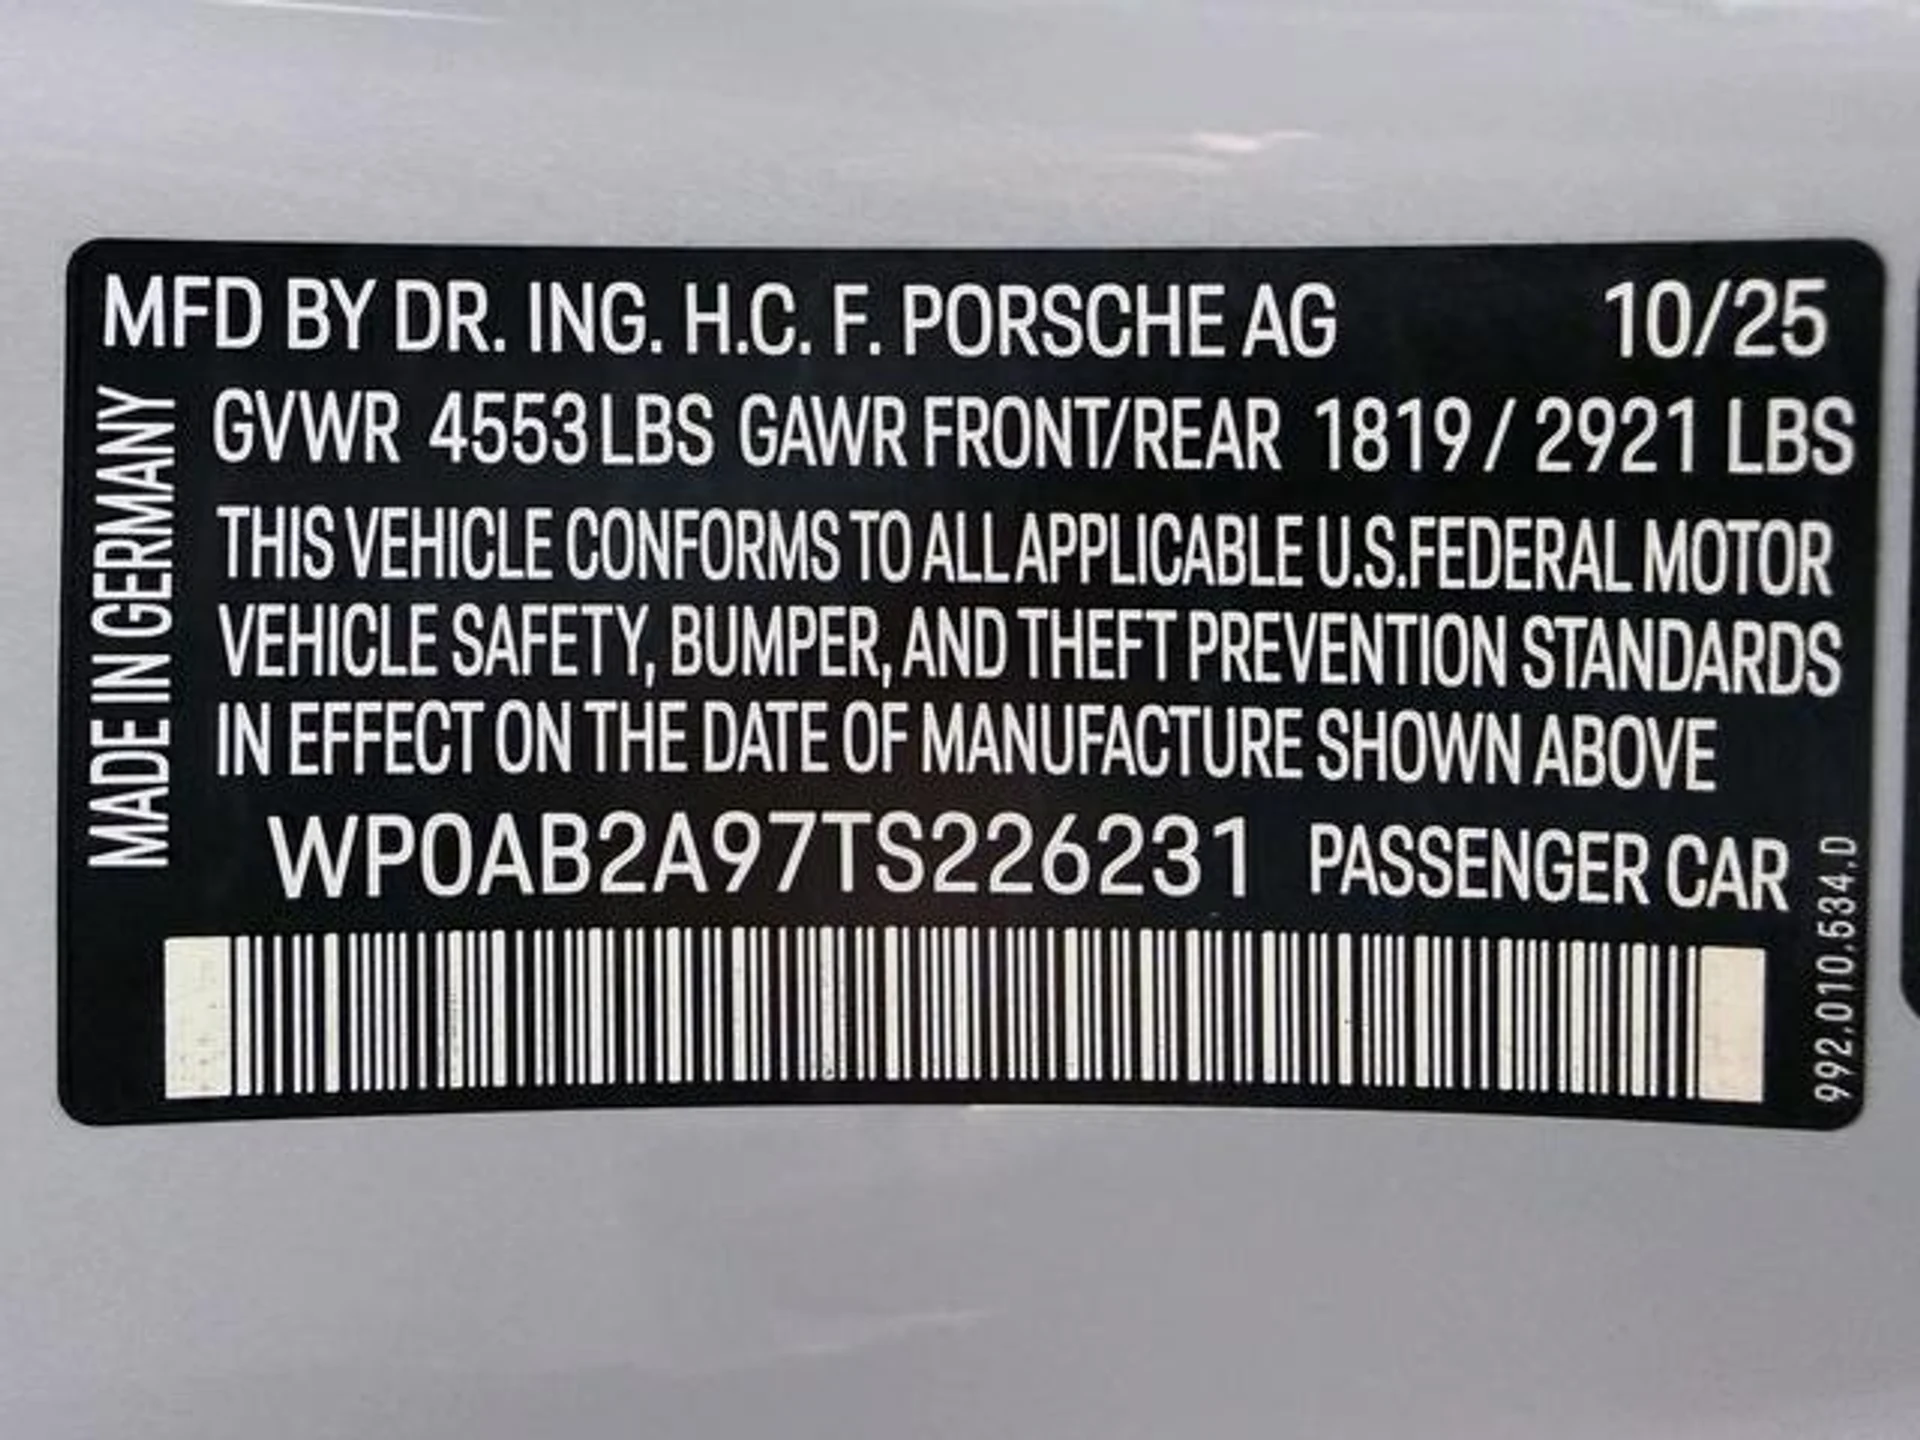 MFD BY DR. ING. H.C. F. PORSCHE AG 10/25
GVWR 4553 LBS GAWR FRONT/REAR 1819 / 2921 LBS
THIS VEHICLE CONFORMS TO ALL APPLICABLE U.S.FEDERAL MOTOR
VEHICLE SAFETY, BUMPER, AND THEFT PREVENTION STANDARDS
IN EFFECT ON THE DATE OF MANUFACTURE SHOWN ABOVE
WP0AB2A97TS226231 PASSENGER CAR
MADE IN GERMANY
992.010.534.D